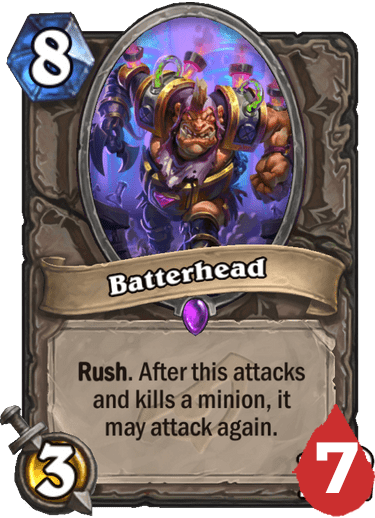 8
Batterhead
Rush. After this attacks
and kills a minion, it
may attack again.
3
7